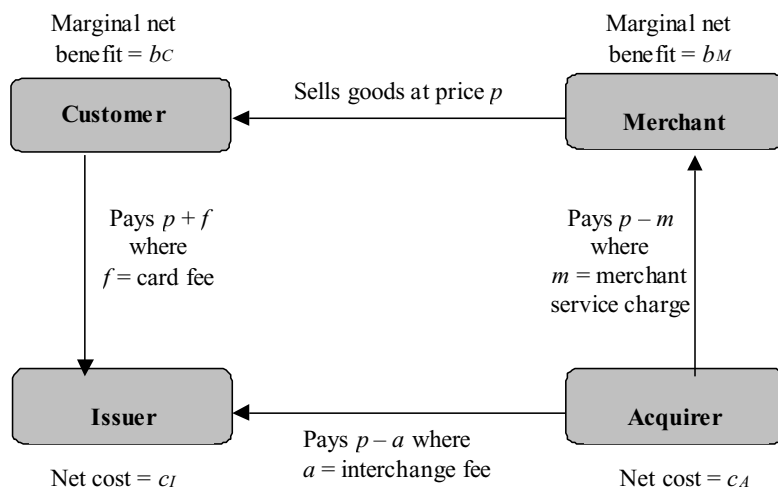 Marginal net
benefit = bC
Marginal net
benefit = bM
Customer
Sells goods at price p
Merchant
Pays p + f
where
f = card fee
Pays p – m
where
m = merchant
service charge
Issuer
Pays p – a where
a = interchange fee
Acquirer
Net cost = cI
Net cost = cA